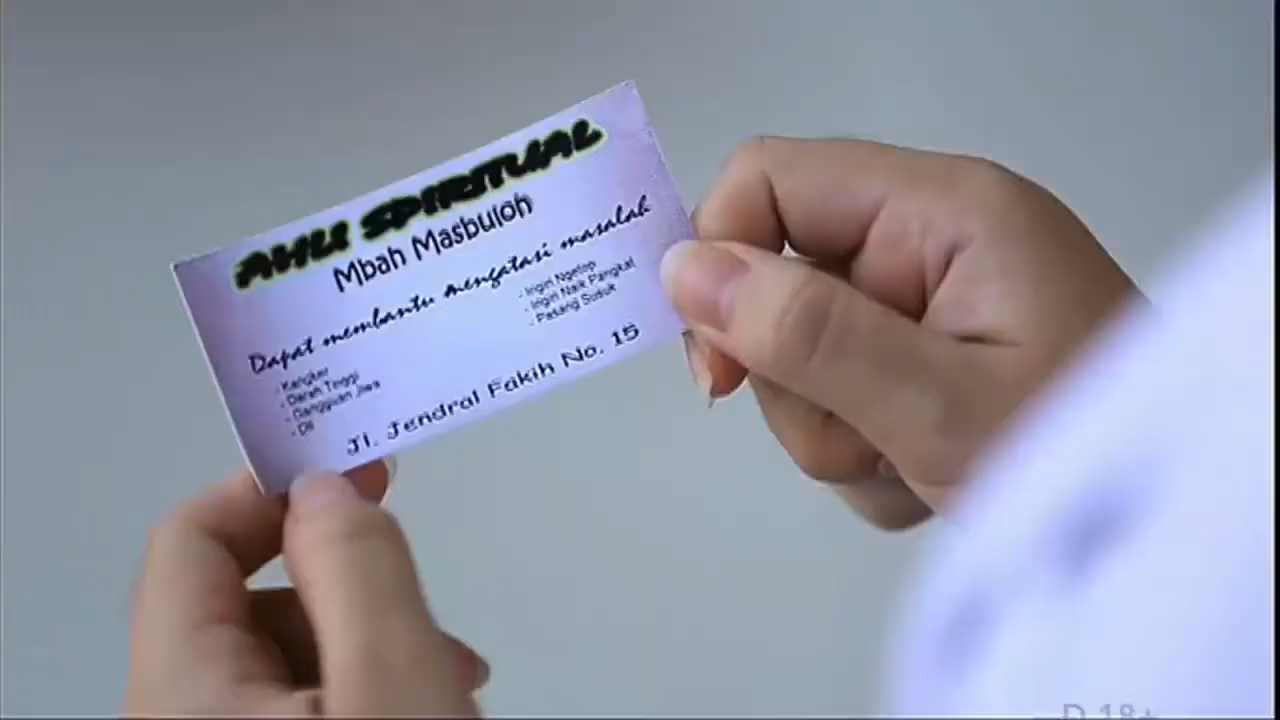 AHLI SPIRITUAL
Mbah Masbuloh
Dapat membantu mengatasi masalah
- Kangker
- Darah Tinggi
- Gangguan Jiwa
- Dll
- Ingin Ngetop
- Ingin Naik Pangkat
- Pasang Susuk
Jl. Jendral Fakih No. 15
D 18+